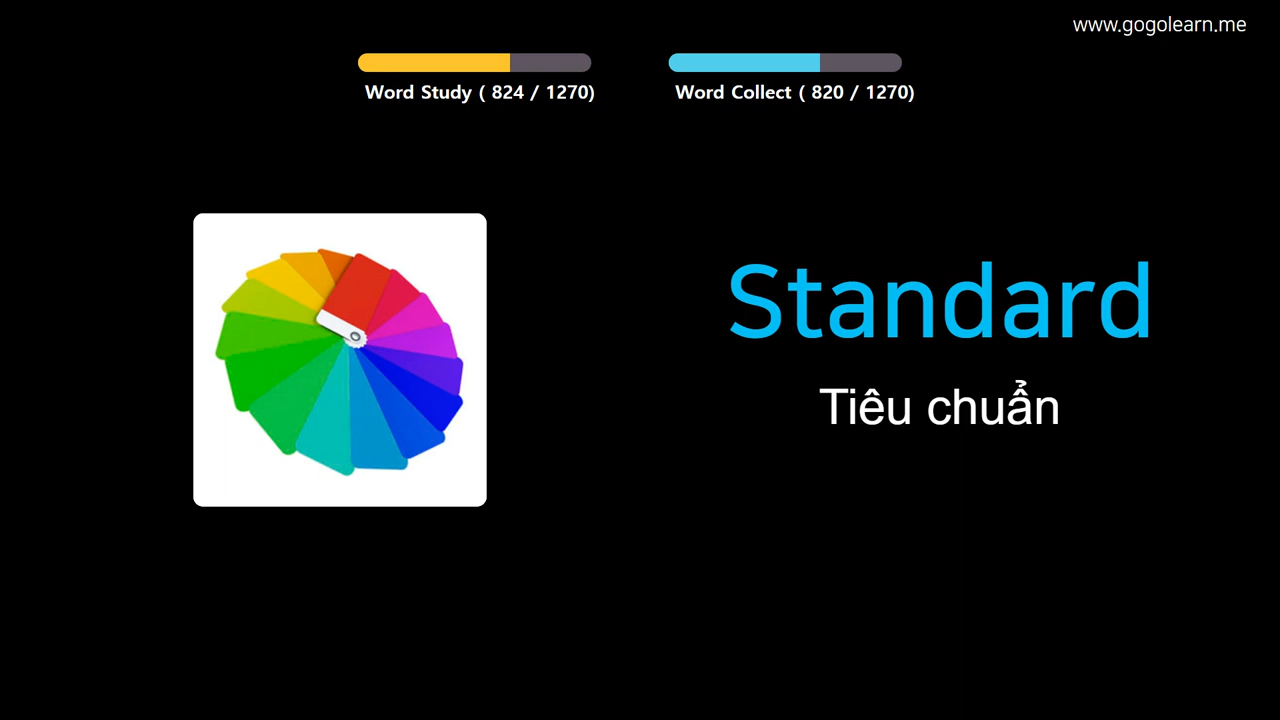 www.gogolearn.me
Word Study ( 824 / 1270)
Word Collect ( 820 / 1270)
Standard
Tiêu chuẩn